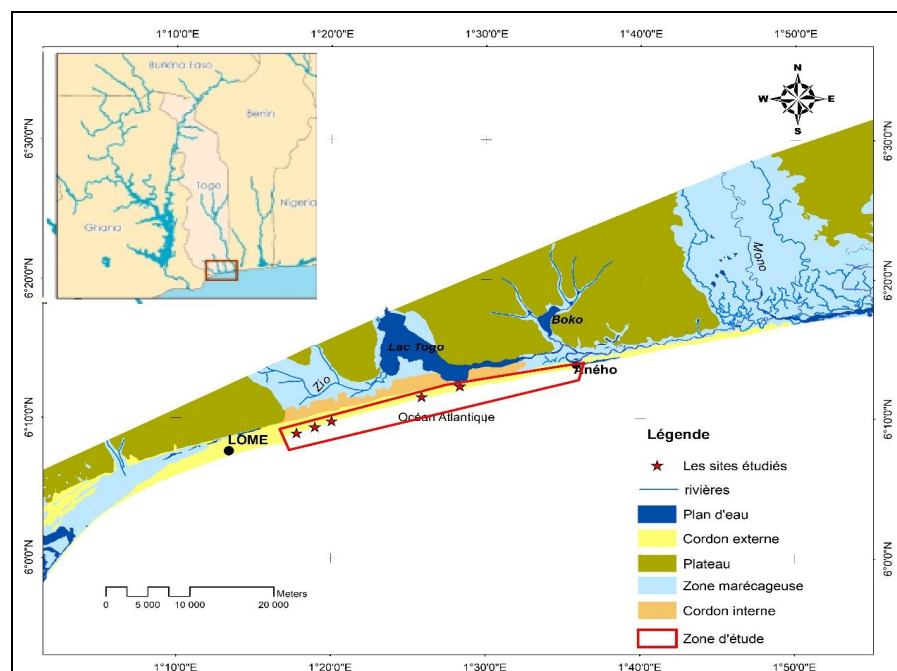 1°10'0"E 1°20'0"E 1°30'0"E 1°40'0"E 1°50'0"E
Burkina Faso
Benin
Togo
Nigeria
Ghana
N
W E
S
6°30'0"N 6°30'0"N
6°20'0"N 6°20'0"N
6°10'0"N 6°10'0"N
6°0'0"N 6°0'0"N
Mono
Boko
Lac Togo
Zio
Aného
Océan Atlantique
LOME
Légende
Les sites étudiés
rivières
Plan d'eau
Cordon externe
Plateau
Zone marécageuse
Cordon interne
Zone d'étude
Meters
0 5 000 10 000 20 000
1°10'0"E 1°20'0"E 1°30'0"E 1°40'0"E 1°50'0"E